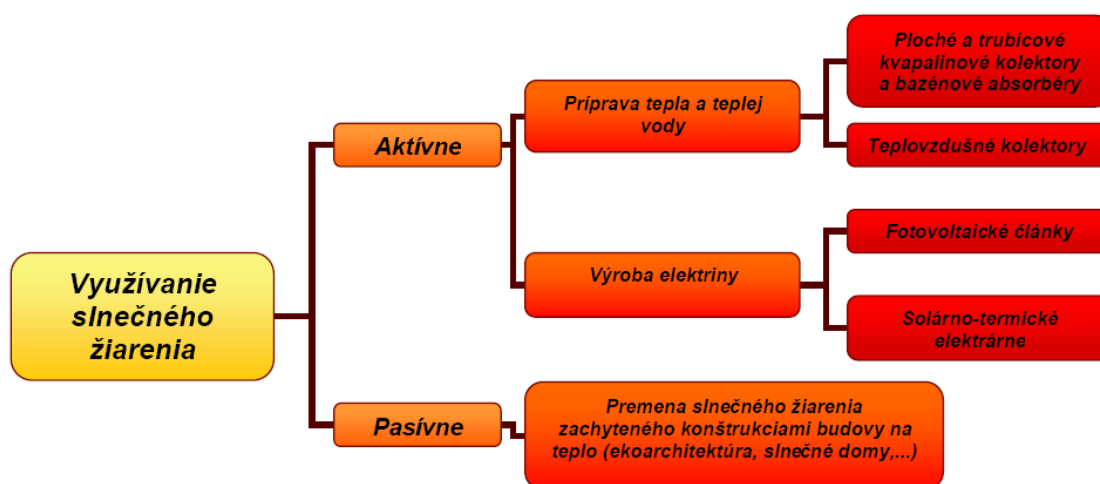 Využívanie
slnečného
žiarenia
Aktívne
Príprava tepla a teplej
vody
Ploché a trubicové
kvapalinové kolektory
a bazénové absorbéry
Teplovzdušné kolektory
Výroba elektriny
Fotovoltaické články
Solárno-termické
elektrárne
Pasívne
Premena slnečného žiarenia
zachyteného konštrukciami budovy na
teplo (ekoarchitektúra, slnečné domy,...)